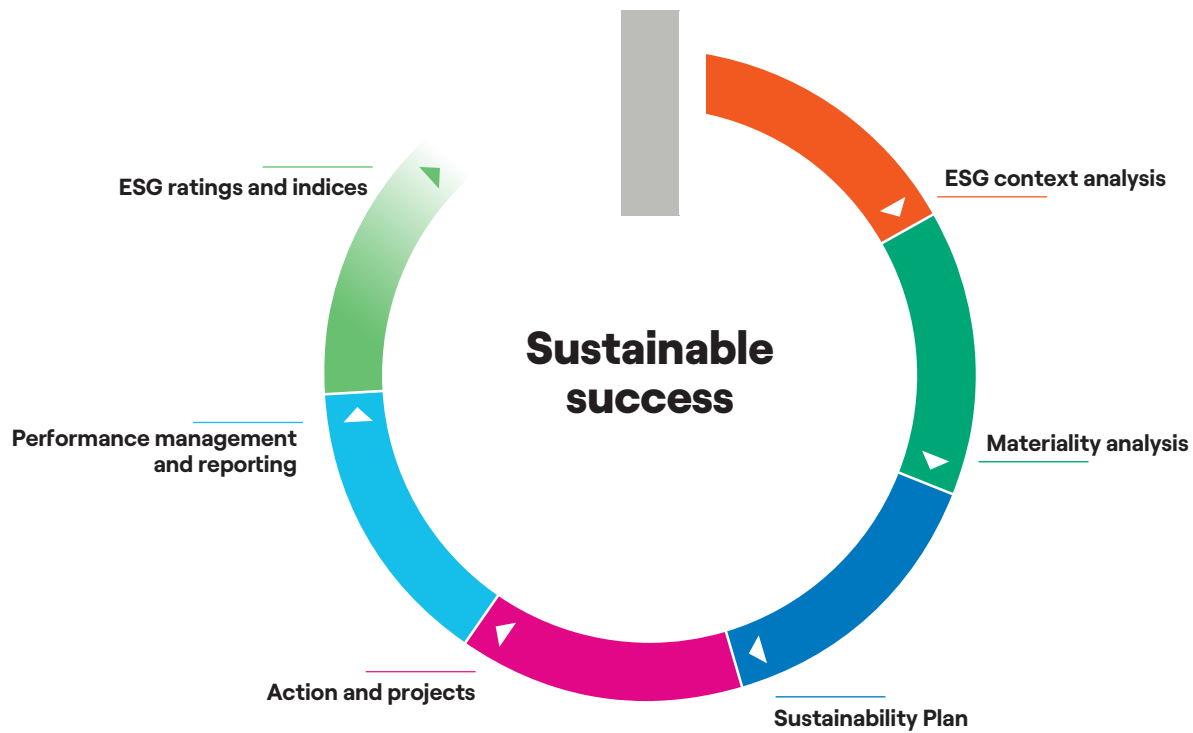 ESG context analysis
ESG ratings and indices
Sustainable
success
Performance management
and reporting
Materiality analysis
Action and projects
Sustainability Plan